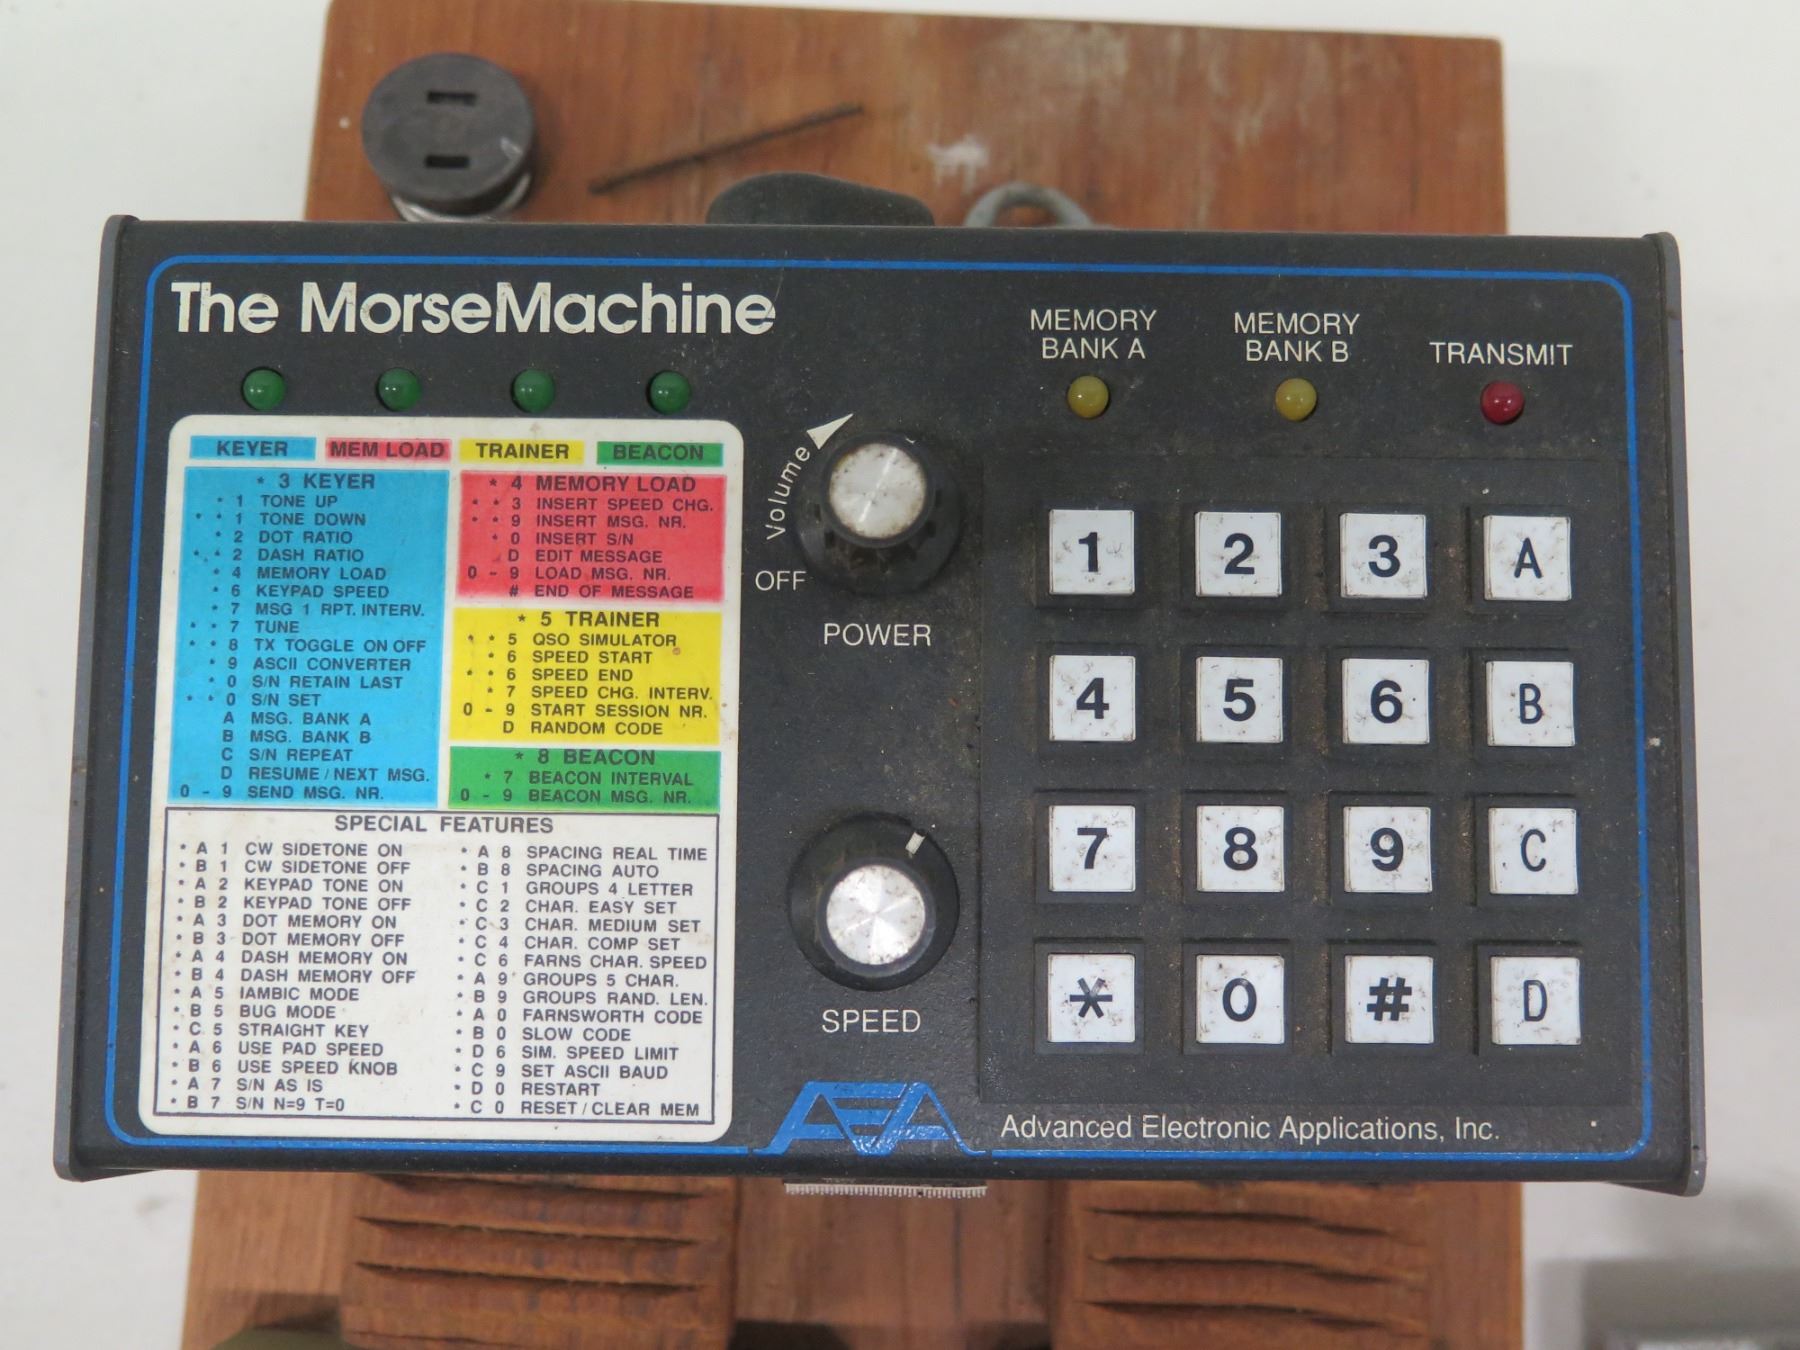 The MorseMachine
MEMORY BANK A
MEMORY BANK B
TRANSMIT
KEYER MEM LOAD TRAINER BEACON
* 3 KEYER
* 1 TONE UP
* * 1 TONE DOWN
* 2 DOT RATIO
* * 2 DASH RATIO
* 4 MEMORY LOAD
* 6 KEYPAD SPEED
* 7 MSG 1 RPT. INTERV.
* * 7 TUNE
* * 8 TX TOGGLE ON OFF
* 9 ASCII CONVERTER
* 0 S/N RETAIN LAST
* * 0 S/N SET
A MSG. BANK A
B MSG. BANK B
C S/N REPEAT
D RESUME / NEXT MSG.
0 - 9 SEND MSG. NR.
* 4 MEMORY LOAD
* * 3 INSERT SPEED CHG.
* * 9 INSERT MSG. NR.
* 0 INSERT S/N
D EDIT MESSAGE
0 - 9 LOAD MSG. NR.
# END OF MESSAGE
* 5 TRAINER
* * 5 QSO SIMULATOR
* 6 SPEED START
* * 6 SPEED END
* 7 SPEED CHG. INTERV.
0 - 9 START SESSION NR.
D RANDOM CODE
* 8 BEACON
* 7 BEACON INTERVAL
0 - 9 BEACON MSG. NR.
SPECIAL FEATURES
* A 1 CW SIDETONE ON
* B 1 CW SIDETONE OFF
* A 2 KEYPAD TONE ON
* B 2 KEYPAD TONE OFF
* A 3 DOT MEMORY ON
* B 3 DOT MEMORY OFF
* A 4 DASH MEMORY ON
* B 4 DASH MEMORY OFF
* A 5 IAMBIC MODE
* B 5 BUG MODE
* C 5 STRAIGHT KEY
* A 6 USE PAD SPEED
* B 6 USE SPEED KNOB
* A 7 S/N AS IS
* B 7 S/N N=9 T=0
* A 8 SPACING REAL TIME
* B 8 SPACING AUTO
* C 1 GROUPS 4 LETTER
* C 2 CHAR. EASY SET
* C 3 CHAR. MEDIUM SET
* C 4 CHAR. COMP SET
* C 6 FARNS CHAR. SPEED
* A 9 GROUPS 5 CHAR.
* B 9 GROUPS RAND. LEN.
* A 0 FARNSWORTH CODE
* B 0 SLOW CODE
* D 6 SIM. SPEED LIMIT
* C 9 SET ASCII BAUD
* D 0 RESTART
* C 0 RESET / CLEAR MEM
Volume
OFF
POWER
SPEED
1 2 3 A
4 5 6 B
7 8 9 C
* 0 # D
AEA
Advanced Electronic Applications, Inc.